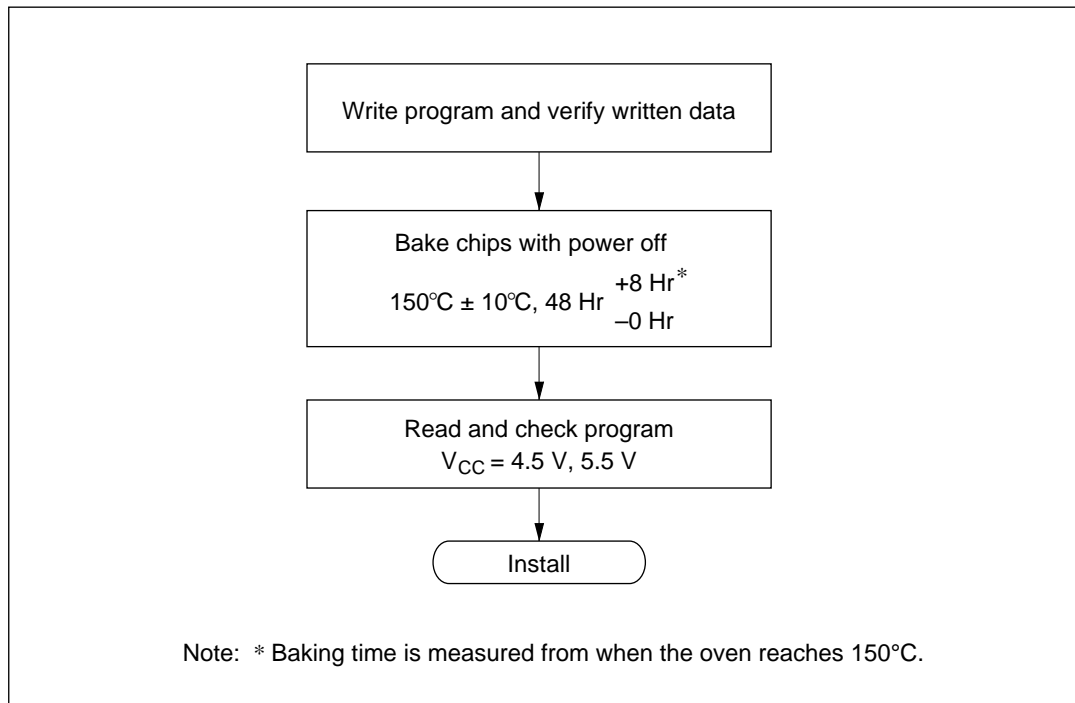 Write program and verify written data
Bake chips with power off
150°C ± 10°C, 48 Hr +8 Hr*
–0 Hr
Read and check program
VCC = 4.5 V, 5.5 V
Install
Note: * Baking time is measured from when the oven reaches 150°C.